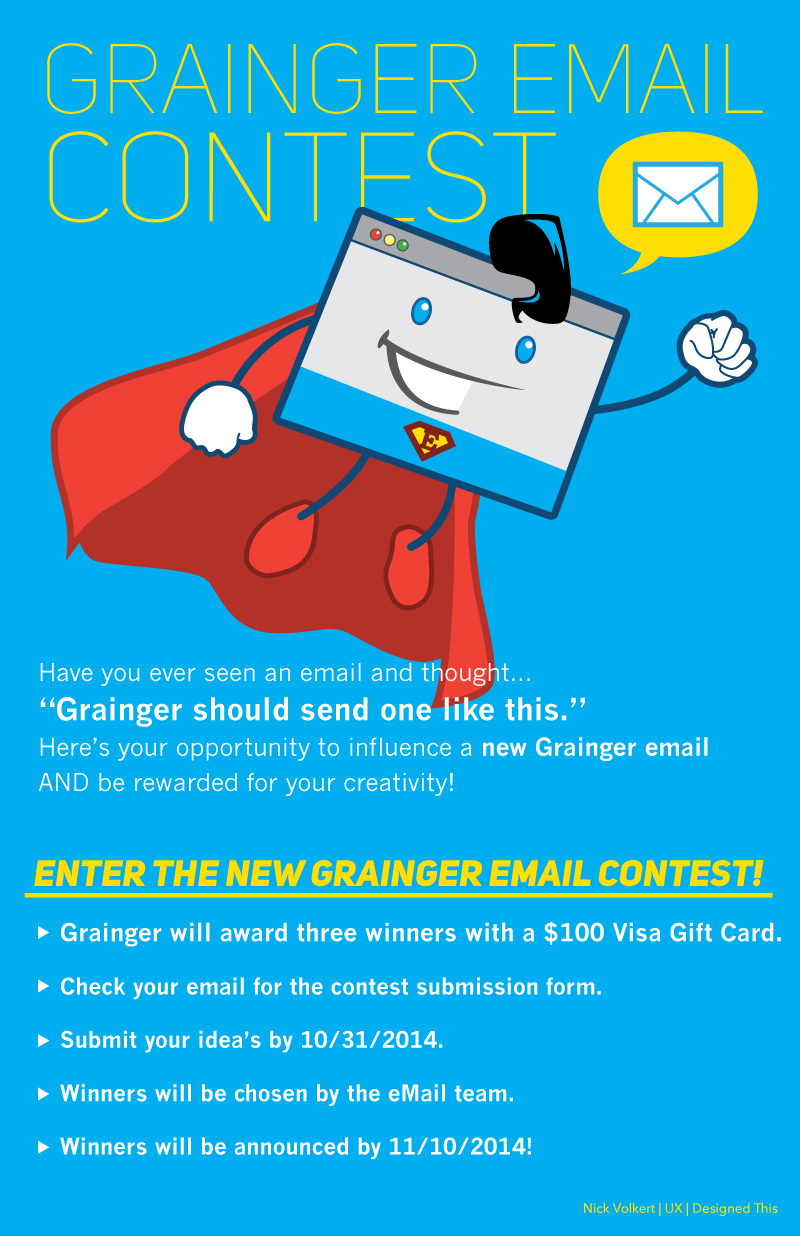 GRAINGER EMAIL
CONTEST
E
Have you ever seen an email and thought...
“Grainger should send one like this.”
Here’s your opportunity to influence a new Grainger email
AND be rewarded for your creativity!
ENTER THE NEW GRAINGER EMAIL CONTEST!
Grainger will award three winners with a $100 Visa Gift Card.
Check your email for the contest submission form.
Submit your idea’s by 10/31/2014.
Winners will be chosen by the eMail team.
Winners will be announced by 11/10/2014!
Nick Volkert | UX | Designed This